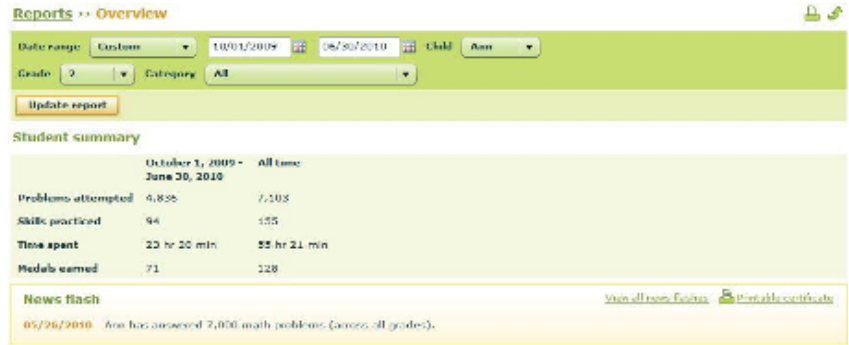 Reports ›› Overview
Date range Custom 10/01/2009 06/30/2010 Child Ann
Grade 2 Category All
Update report
Student summary
October 1, 2009 - All time
June 30, 2010
Problems attempted 4,836 7,103
Skills practiced 94 155
Time spent 23 hr 20 min 55 hr 21 min
Medals earned 71 128
News flash View all news flashes Printable certificate
05/26/2010 Ann has answered 7,000 math problems (across all grades).